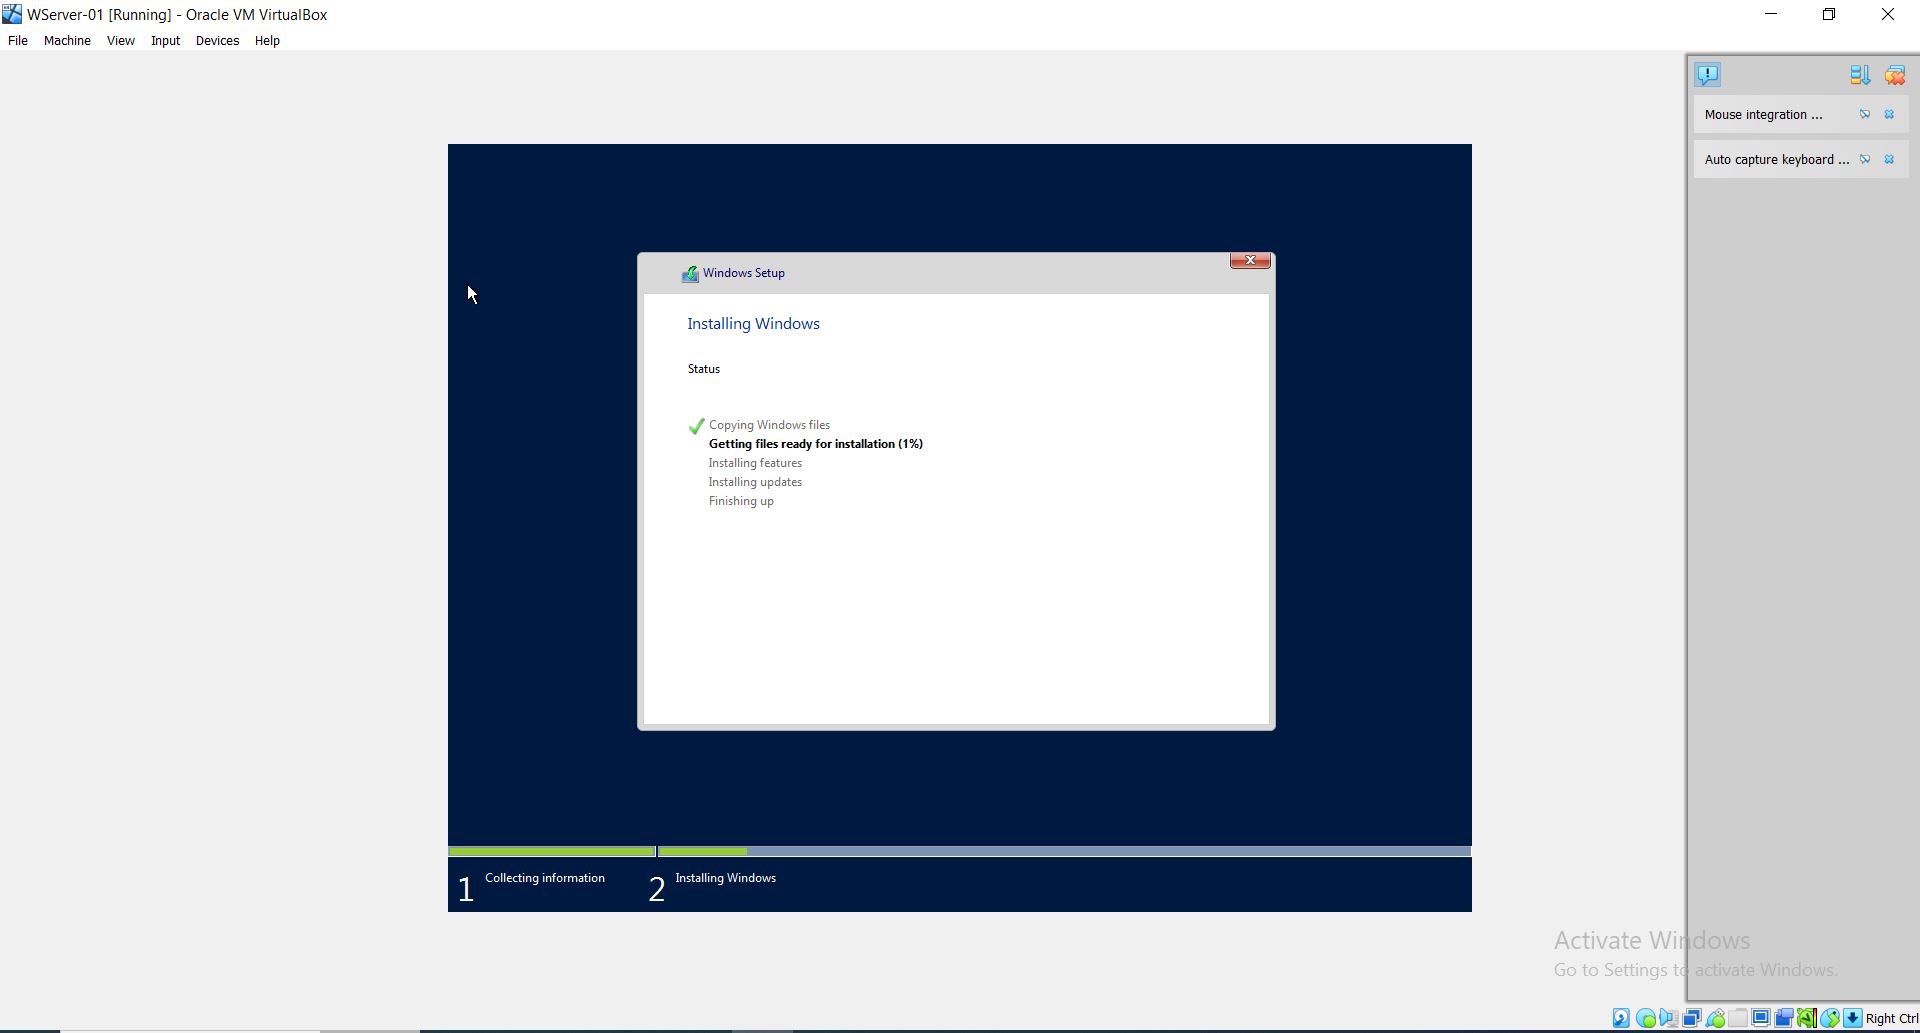 WServer-01 [Running] - Oracle VM VirtualBox
File Machine View Input Devices Help
Mouse integration ...
Auto capture keyboard ...
Windows Setup
Installing Windows
Status
Copying Windows files
Getting files ready for installation (1%)
Installing features
Installing updates
Finishing up
1 Collecting information
2 Installing Windows
Activate Windows
Go to Settings to activate Windows.
Right Ctrl